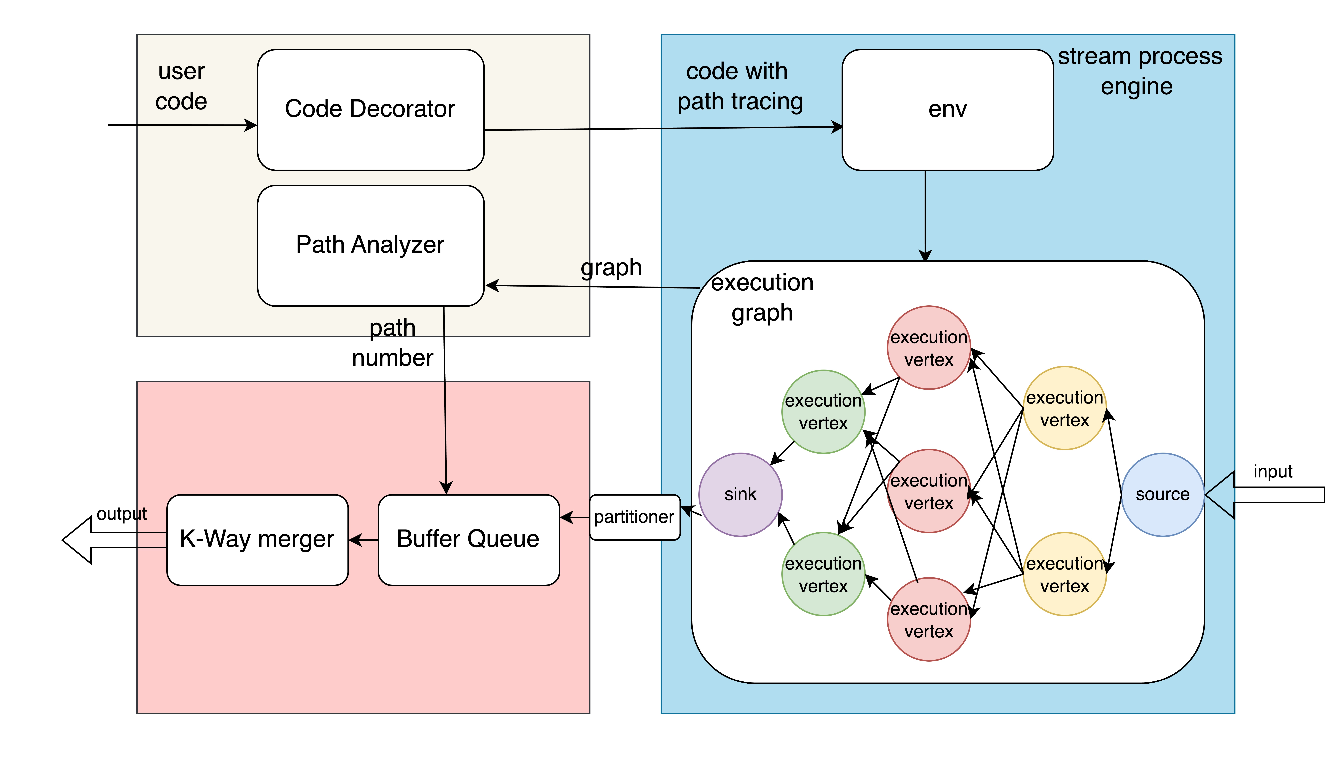 user
code
Code Decorator
code with
path tracing
env
stream process
engine
Path Analyzer
graph
execution
graph
path
number
execution
vertex
execution
vertex
execution
vertex
sink
execution
vertex
source
input
execution
vertex
execution
vertex
execution
vertex
output
K-Way merger
Buffer Queue
partitioner